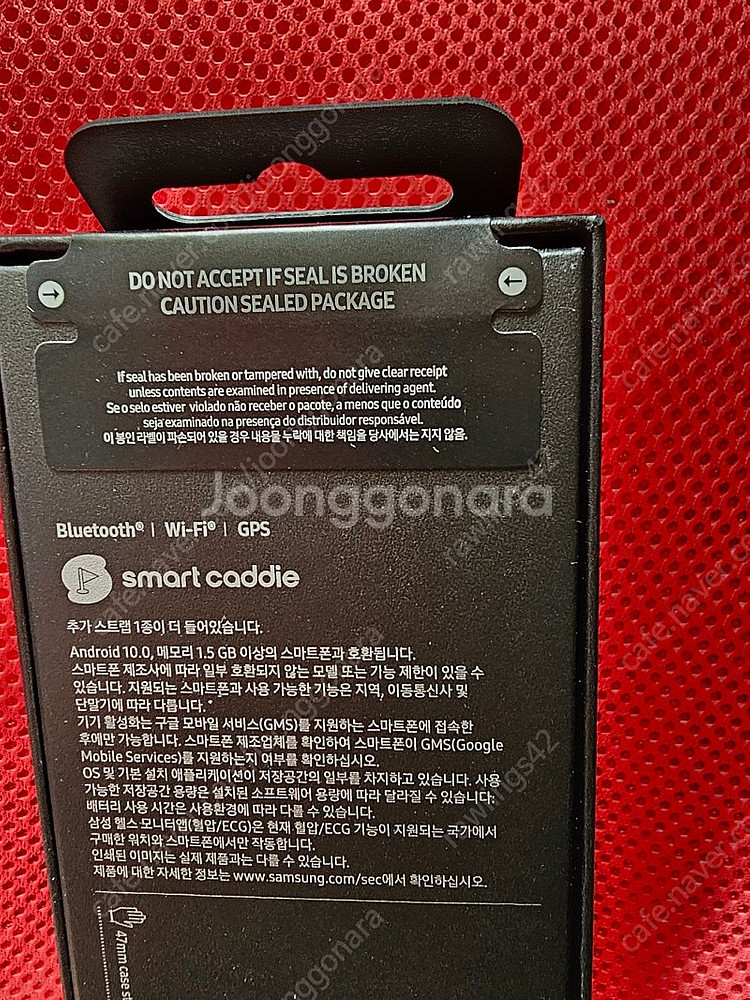 DO NOT ACCEPT IF SEAL IS BROKEN
CAUTION SEALED PACKAGE
If seal has been broken or tampered with, do not give clear receipt
unless contents are examined in presence of delivering agent.
Se o selo estiver violado não receber o pacote, a menos que o conteúdo
seja examinado na presença do distribuidor responsável.
이 봉인 라벨이 파손되어 있을 경우 내용물 누락에 대한 책임을 당사에서는 지지 않음.
Joonggonara
Bluetooth® | Wi-Fi® | GPS
smart caddie
추가 스트랩 1종이 더 들어있습니다.
Android 10.0, 메모리 1.5 GB 이상의 스마트폰과 호환됩니다.
스마트폰 제조사에 따라 일부 호환되지 않는 모델 또는 기능 제한이 있을 수
있습니다. 지원되는 스마트폰과 사용 가능한 기능은 지역, 이동통신사 및
단말기에 따라 다릅니다.*
기기 활성화는 구글 모바일 서비스(GMS)를 지원하는 스마트폰에 접속한
후에만 가능합니다. 스마트폰 제조업체를 확인하여 스마트폰이 GMS(Google
Mobile Services)를 지원하는지 여부를 확인하십시오.
OS 및 기본 설치 애플리케이션이 저장공간의 일부를 차지하고 있습니다. 사용
가능한 저장공간 용량은 설치된 소프트웨어 용량에 따라 달라질 수 있습니다.
배터리 사용 시간은 사용환경에 따라 다를 수 있습니다.
삼성 헬스 모니터앱(혈압/ECG)은 현재 혈압/ECG 기능이 지원되는 국가에서
구매한 워치와 스마트폰에서만 작동합니다.
인쇄된 이미지는 실제 제품과는 다를 수 있습니다.
제품에 대한 자세한 정보는 www.samsung.com/sec에서 확인하십시오.
47mm case